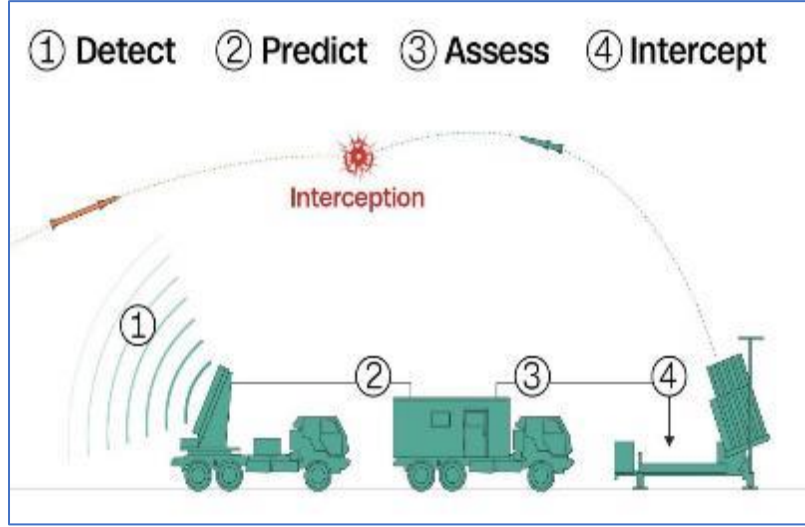 ① Detect ② Predict ③ Assess ④ Intercept
Interception
①
② ③ ④